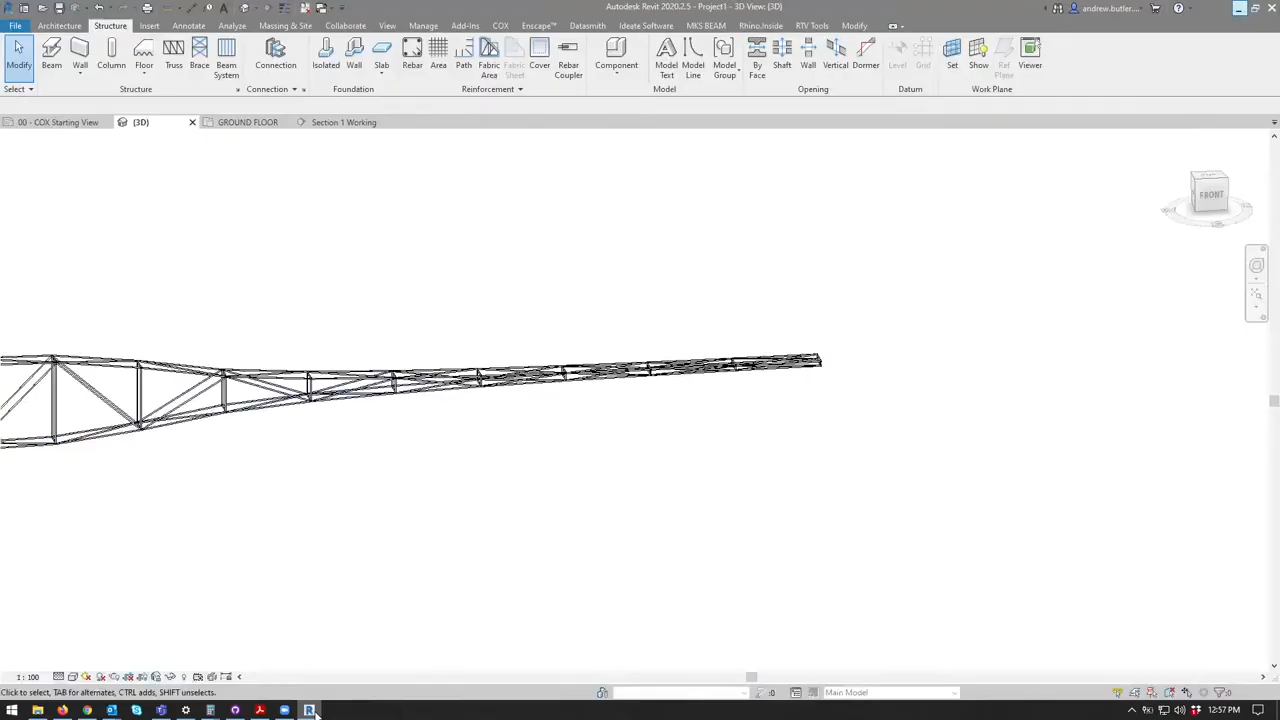 Autodesk Revit 2020.2.5 - Project1 - 3D View: {3D}
andrew.butler....
File Architecture Structure Insert Annotate Analyze Massing & Site Collaborate View Manage Add-Ins COX Enscape™ Datasmith Ideate Software MKS BEAM Rhino.Inside RTV Tools Modify
Modify Beam Wall Column Floor Truss Brace Beam System Connection Isolated Wall Slab Rebar Area Path Fabric Area Fabric Sheet Cover Rebar Coupler Component Model Text Model Line Model Group By Face Shaft Wall Vertical Dormer Level Grid Set Show Ref Plane Viewer
Select Structure Connection Foundation Reinforcement Model Opening Datum Work Plane
00 - COX Starting View {3D} GROUND FLOOR Section 1 Working
FRONT
1 : 100
Click to select, TAB for alternates, CTRL adds, SHIFT unselects. :0 Main Model :0
12:57 PM